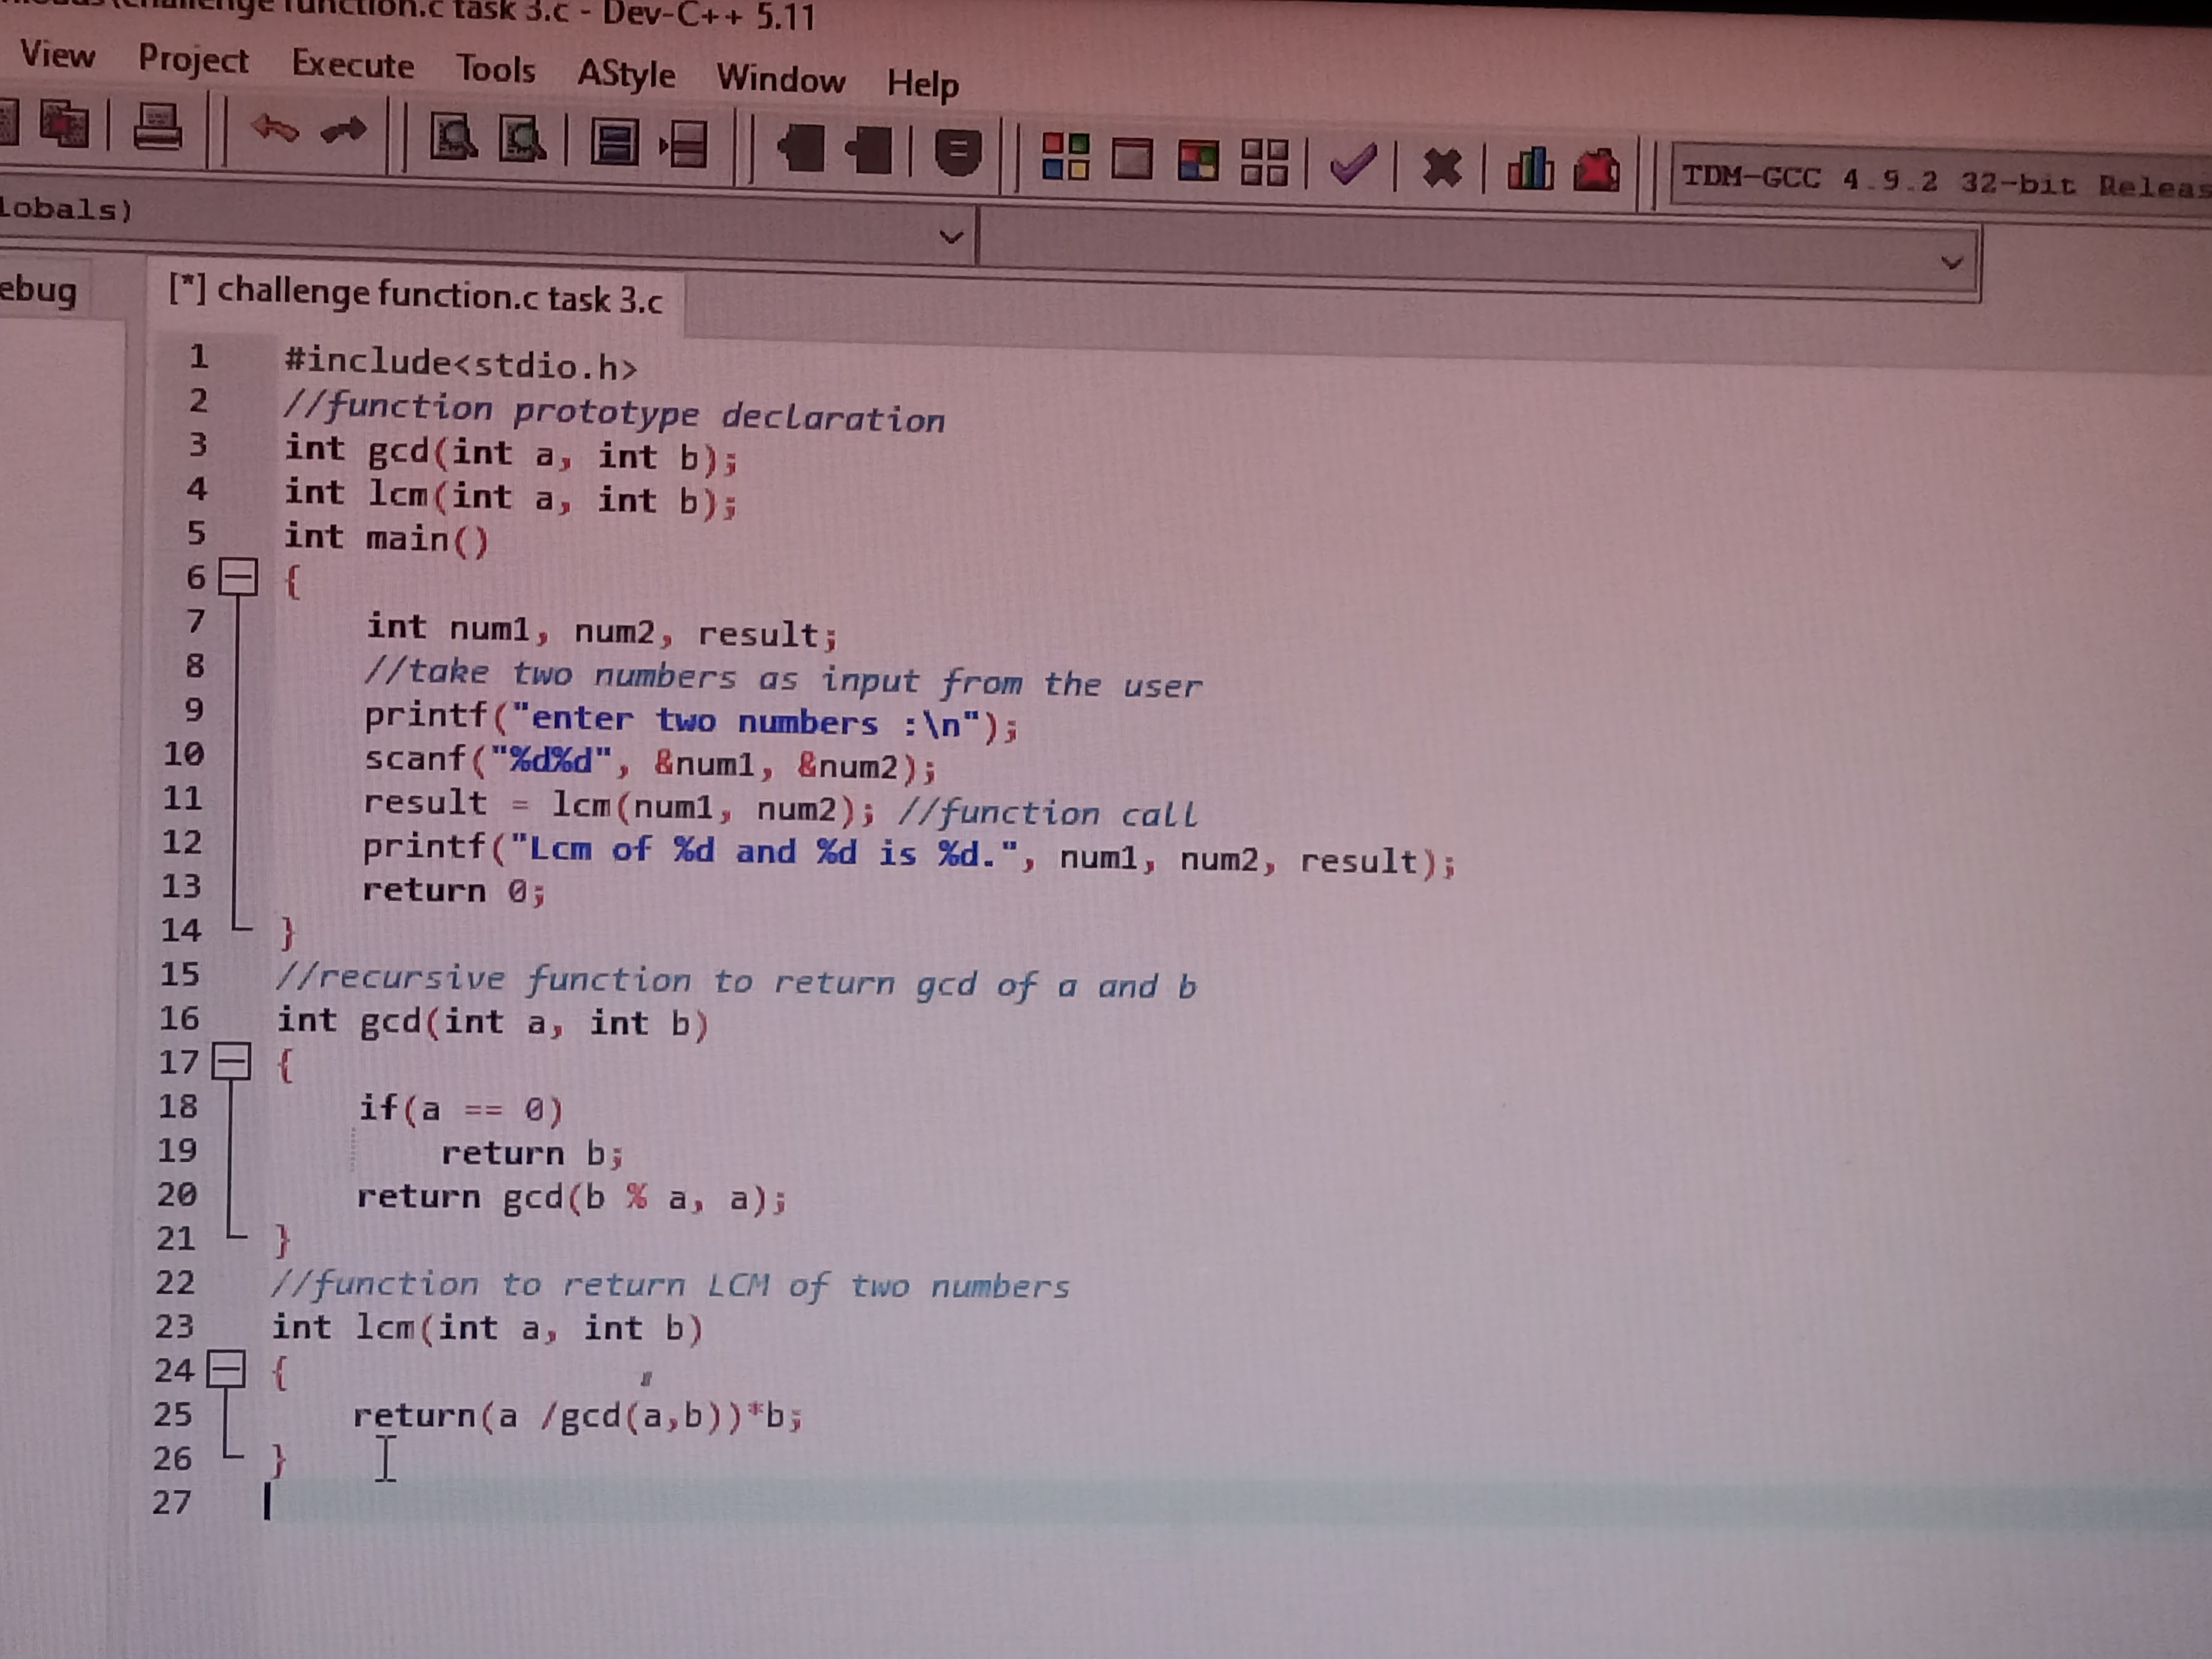 function.c task 3.c - Dev-C++ 5.11
View Project Execute Tools AStyle Window Help
TDM-GCC 4.9.2 32-bit Releas
lobals)
ebug
[*] challenge function.c task 3.c
1 #include<stdio.h>
2 //function prototype declaration
3 int gcd(int a, int b);
4 int lcm(int a, int b);
5 int main()
6 {
7 int num1, num2, result;
8 //take two numbers as input from the user
9 printf("enter two numbers :\n");
10 scanf("%d%d", &num1, &num2);
11 result = lcm(num1, num2); //function call
12 printf("Lcm of %d and %d is %d.", num1, num2, result);
13 return 0;
14 }
15 //recursive function to return gcd of a and b
16 int gcd(int a, int b)
17 {
18 if(a == 0)
19 return b;
20 return gcd(b % a, a);
21 }
22 //function to return LCM of two numbers
23 int lcm(int a, int b)
24 {
25 return(a /gcd(a,b))*b;
26 }
27